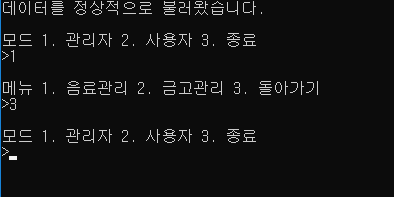 데이터를 정상적으로 불러왔습니다.
모드 1. 관리자 2. 사용자 3. 종료
>1
메뉴 1. 음료관리 2. 금고관리 3. 돌아가기
>3
모드 1. 관리자 2. 사용자 3. 종료
>